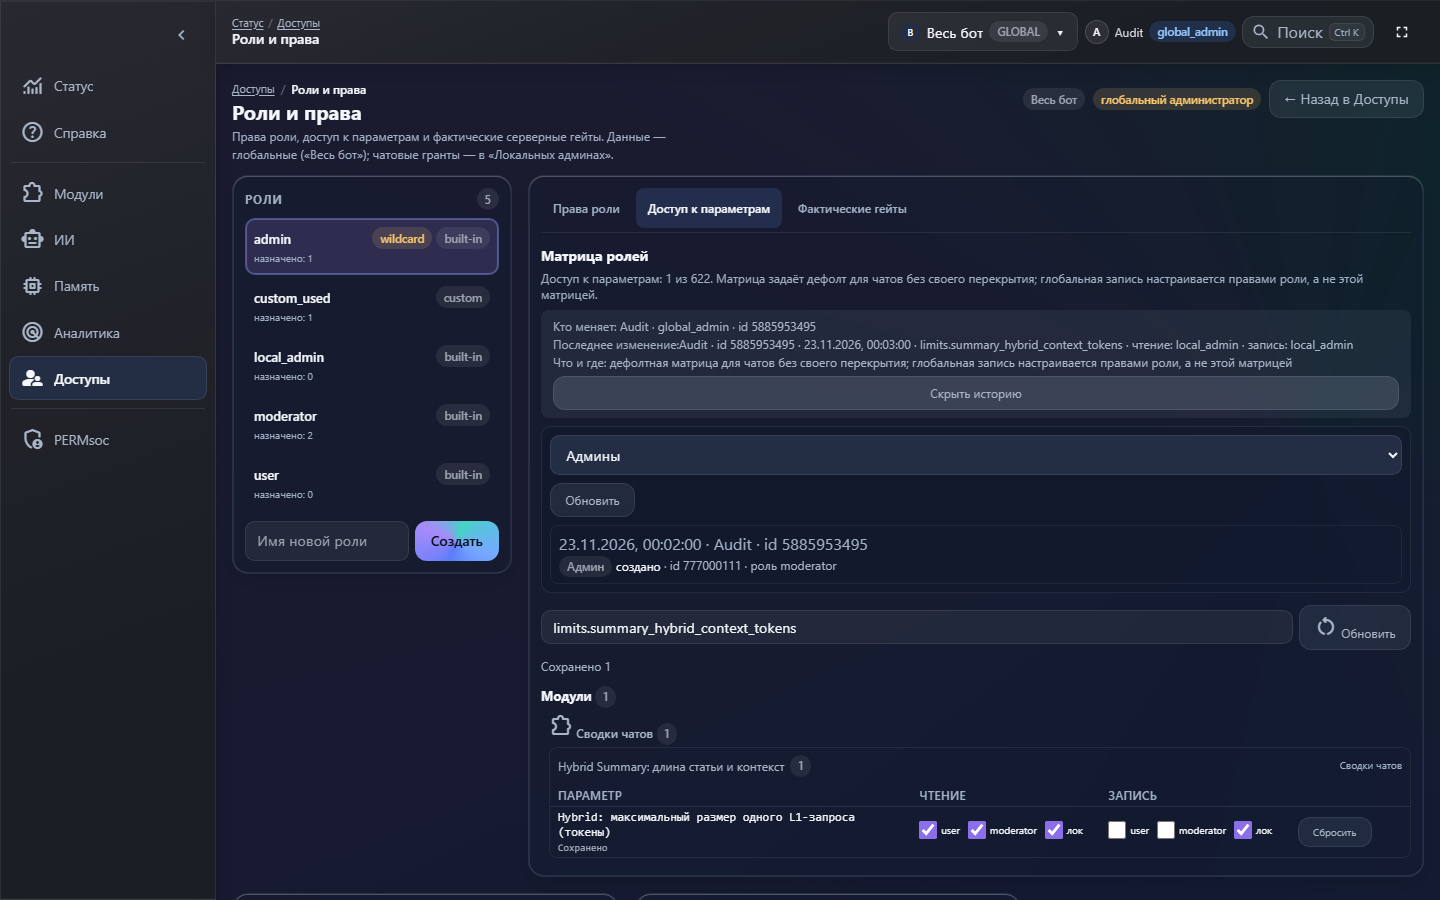 Статус / Доступы
Роли и права
B Весь бот GLOBAL ▾
A Audit global_admin
Поиск Ctrl K
Статус
Справка
Модули
ИИ
Память
Аналитика
Доступы
PERMsoc
Доступы / Роли и права
Роли и права
Права роли, доступ к параметрам и фактические серверные гейты. Данные —
глобальные («Весь бот»); чатовые гранты — в «Локальных админах».
Весь бот глобальный администратор ← Назад в Доступы
РОЛИ 5
admin wildcard built-in
назначено: 1
custom_used custom
назначено: 1
local_admin built-in
назначено: 0
moderator built-in
назначено: 2
user built-in
назначено: 0
Имя новой роли Создать
Права роли Доступ к параметрам Фактические гейты
Матрица ролей
Доступ к параметрам: 1 из 622. Матрица задаёт дефолт для чатов без своего перекрытия; глобальная запись настраивается правами роли, а не этой
матрицей.
Кто меняет: Audit · global_admin · id 5885953495
Последнее изменение:Audit · id 5885953495 · 23.11.2026, 00:03:00 · limits.summary_hybrid_context_tokens · чтение: local_admin · запись: local_admin
Что и где: дефолтная матрица для чатов без своего перекрытия; глобальная запись настраивается правами роли, а не этой матрицей
Скрыть историю
Админы
Обновить
23.11.2026, 00:02:00 · Audit · id 5885953495
Админ создано · id 777000111 · роль moderator
limits.summary_hybrid_context_tokens Обновить
Сохранено 1
Модули 1
Сводки чатов 1
Hybrid Summary: длина статьи и контекст 1 Сводки чатов
ПАРАМЕТР ЧТЕНИЕ ЗАПИСЬ
Hybrid: максимальный размер одного L1-запроса
(токены)
Сохранено
user moderator лок user moderator лок Сбросить